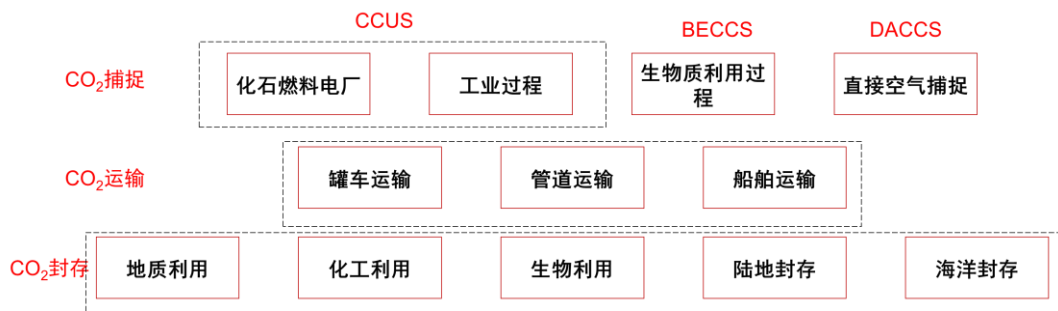 CCUS
BECCS
DACCS
CO₂捕捉
化石燃料电厂
工业过程
生物质利用过
程
直接空气捕捉
CO₂运输
罐车运输
管道运输
船舶运输
CO₂封存
地质利用
化工利用
生物利用
陆地封存
海洋封存